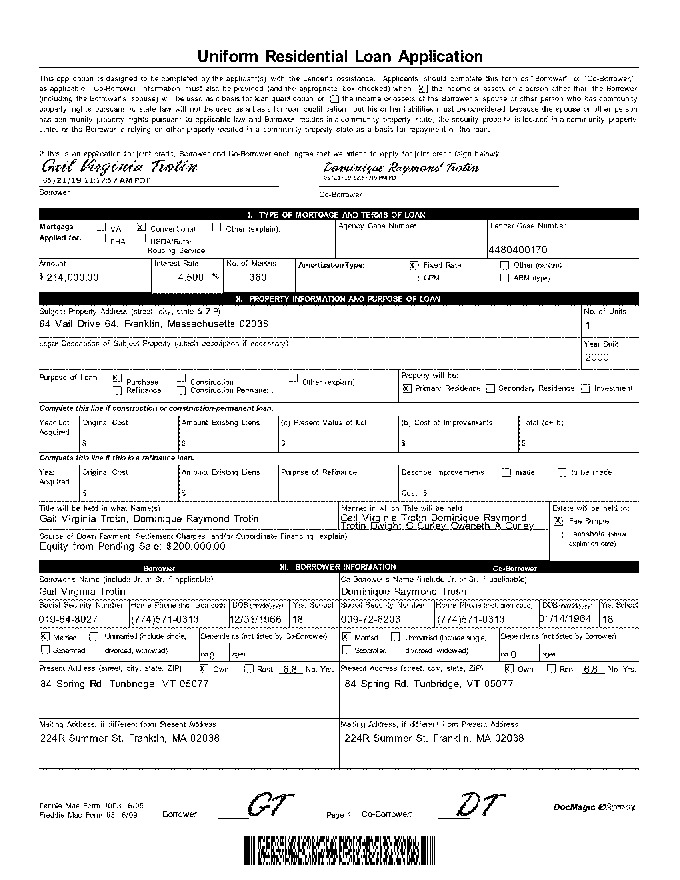 Uniform Residential Loan Application
This application is designed to be completed by the applicant(s) with the Lender's assistance. Applicants should complete this form as "Borrower" or "Co-Borrower,"
as applicable. Co-Borrower information must also be provided (and the appropriate box checked) when the income or assets of a person other than the Borrower
(including the Borrower's spouse) will be used as a basis for loan qualification or the income or assets of the Borrower's spouse or other person who has community
property rights pursuant to state law will not be used as a basis for loan qualification, but his or her liabilities must be considered because the spouse or other person
has community property rights pursuant to applicable law and Borrower resides in a community property state, the security property is located in a community property
state, or the Borrower is relying on other property located in a community property state as a basis for repayment of the loan.
If this is an application for joint credit, Borrower and Co-Borrower each agree that we intend to apply for joint credit (sign below):
Gail Virginia Trotin Dominique Raymond Trotin
05/21/19 11:17:57 AM PDT
Borrower Co-Borrower
I. TYPE OF MORTGAGE AND TERMS OF LOAN
Mortgage Applied for: VA X Conventional Other (explain): Agency Case Number Lender Case Number
FHA USDA/Rural Housing Service 4480400170
Amount Interest Rate No. of Months Amortization Type: X Fixed Rate Other (explain):
$ 214,000.00 4.500 % 360 GPM ARM (type):
II. PROPERTY INFORMATION AND PURPOSE OF LOAN
Subject Property Address (street, city, state & ZIP) No. of Units
64 Mail Drive 64, Franklin, Massachusetts 02038 1
Legal Description of Subject Property (attach description if necessary) Year Built
2000
Purpose of Loan X Purchase Construction Other (explain): Property will be:
Refinance Construction-Permanent X Primary Residence Secondary Residence Investment
Complete this line if construction or construction-permanent loan.
Year Lot Acquired Original Cost Amount Existing Liens (a) Present Value of Lot (b) Cost of Improvements Total (a+b)
$ $ $ $ $
Complete this line if this is a refinance loan.
Year Acquired Original Cost Amount Existing Liens Purpose of Refinance Describe Improvements made to be made
$ $ Cost: $
Title will be held in what Name(s) Manner in which Title will be held Estate will be held in:
Gail Virginia Trotin, Dominique Raymond Trotin Gail Virginia Trotin Dominique Raymond X Fee Simple
Trotin Dwight G Curley Gweneth A Curley
Source of Down Payment, Settlement Charges, and/or Subordinate Financing (explain) Leasehold (show expiration date)
Equity from Pending Sale: $200,000.00
Borrower III. BORROWER INFORMATION Co-Borrower
Borrower's Name (include Jr. or Sr. if applicable) Co-Borrower's Name (include Jr. or Sr. if applicable)
Gail Virginia Trotin Dominique Raymond Trotin
Social Security Number Home Phone (incl. area code) DOB (mm/dd/yyyy) Yrs. School Social Security Number Home Phone (incl. area code) DOB (mm/dd/yyyy) Yrs. School
(774)571-0313 18 (774)571-0313 01/14/1964 18
X Married Unmarried (include single, divorced, widowed) Dependents (not listed by Co-Borrower) X Married Unmarried (include single, divorced, widowed) Dependents (not listed by Borrower)
Separated no. 0 ages Separated no. 0 ages
Present Address (street, city, state, ZIP) X Own Rent 6.8 No. Yrs. Present Address (street, city, state, ZIP) X Own Rent 6.8 No. Yrs.
84 Spring Rd, Tunbridge, VT 05077 84 Spring Rd, Tunbridge, VT 05077
Mailing Address, if different from Present Address Mailing Address, if different from Present Address
224R Summer St. Franklin, MA 02038 224R Summer St. Franklin, MA 02038
Fannie Mae Form 1003 6/09
Freddie Mac Form 65 6/09 Borrower GT Page 1 Co-Borrower: DT DocMagic